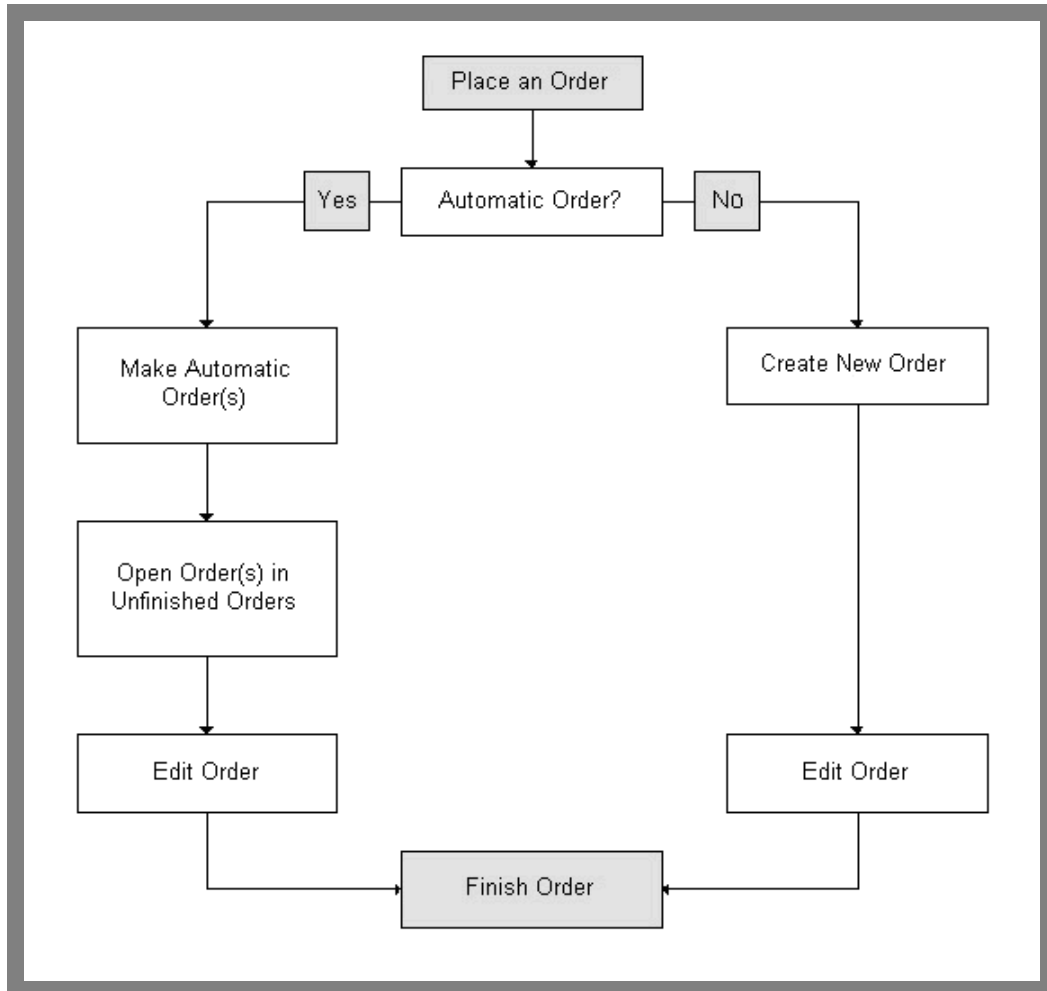 Place an Order
Yes
Automatic Order?
No
Make Automatic
Order(s)
Create New Order
Open Order(s) in
Unfinished Orders
Edit Order
Edit Order
Finish Order